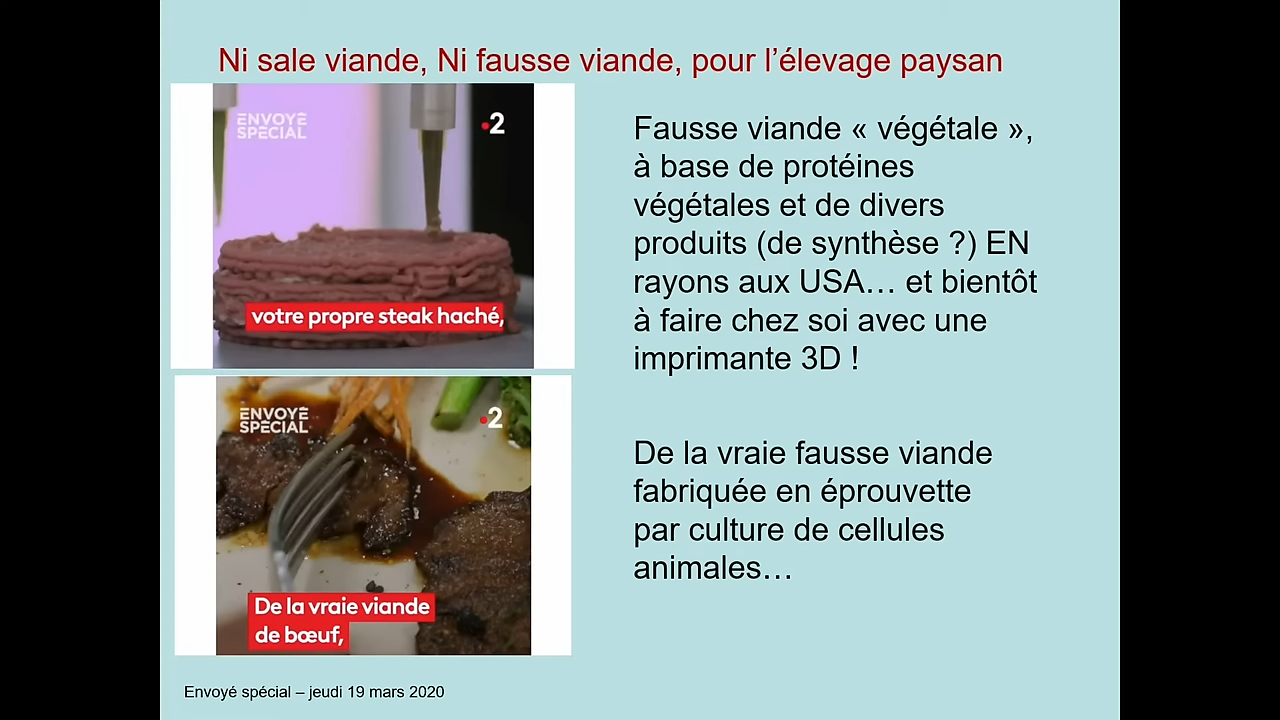 Ni sale viande, Ni fausse viande, pour l’élevage paysan
ENVOYÉ
SPÉCIAL
2
votre propre steak haché,
Fausse viande « végétale »,
à base de protéines
végétales et de divers
produits (de synthèse ?) EN
rayons aux USA… et bientôt
à faire chez soi avec une
imprimante 3D !
ENVOYÉ
SPÉCIAL
2
De la vraie viande
de bœuf,
De la vraie fausse viande
fabriquée en éprouvette
par culture de cellules
animales…
Envoyé spécial – jeudi 19 mars 2020